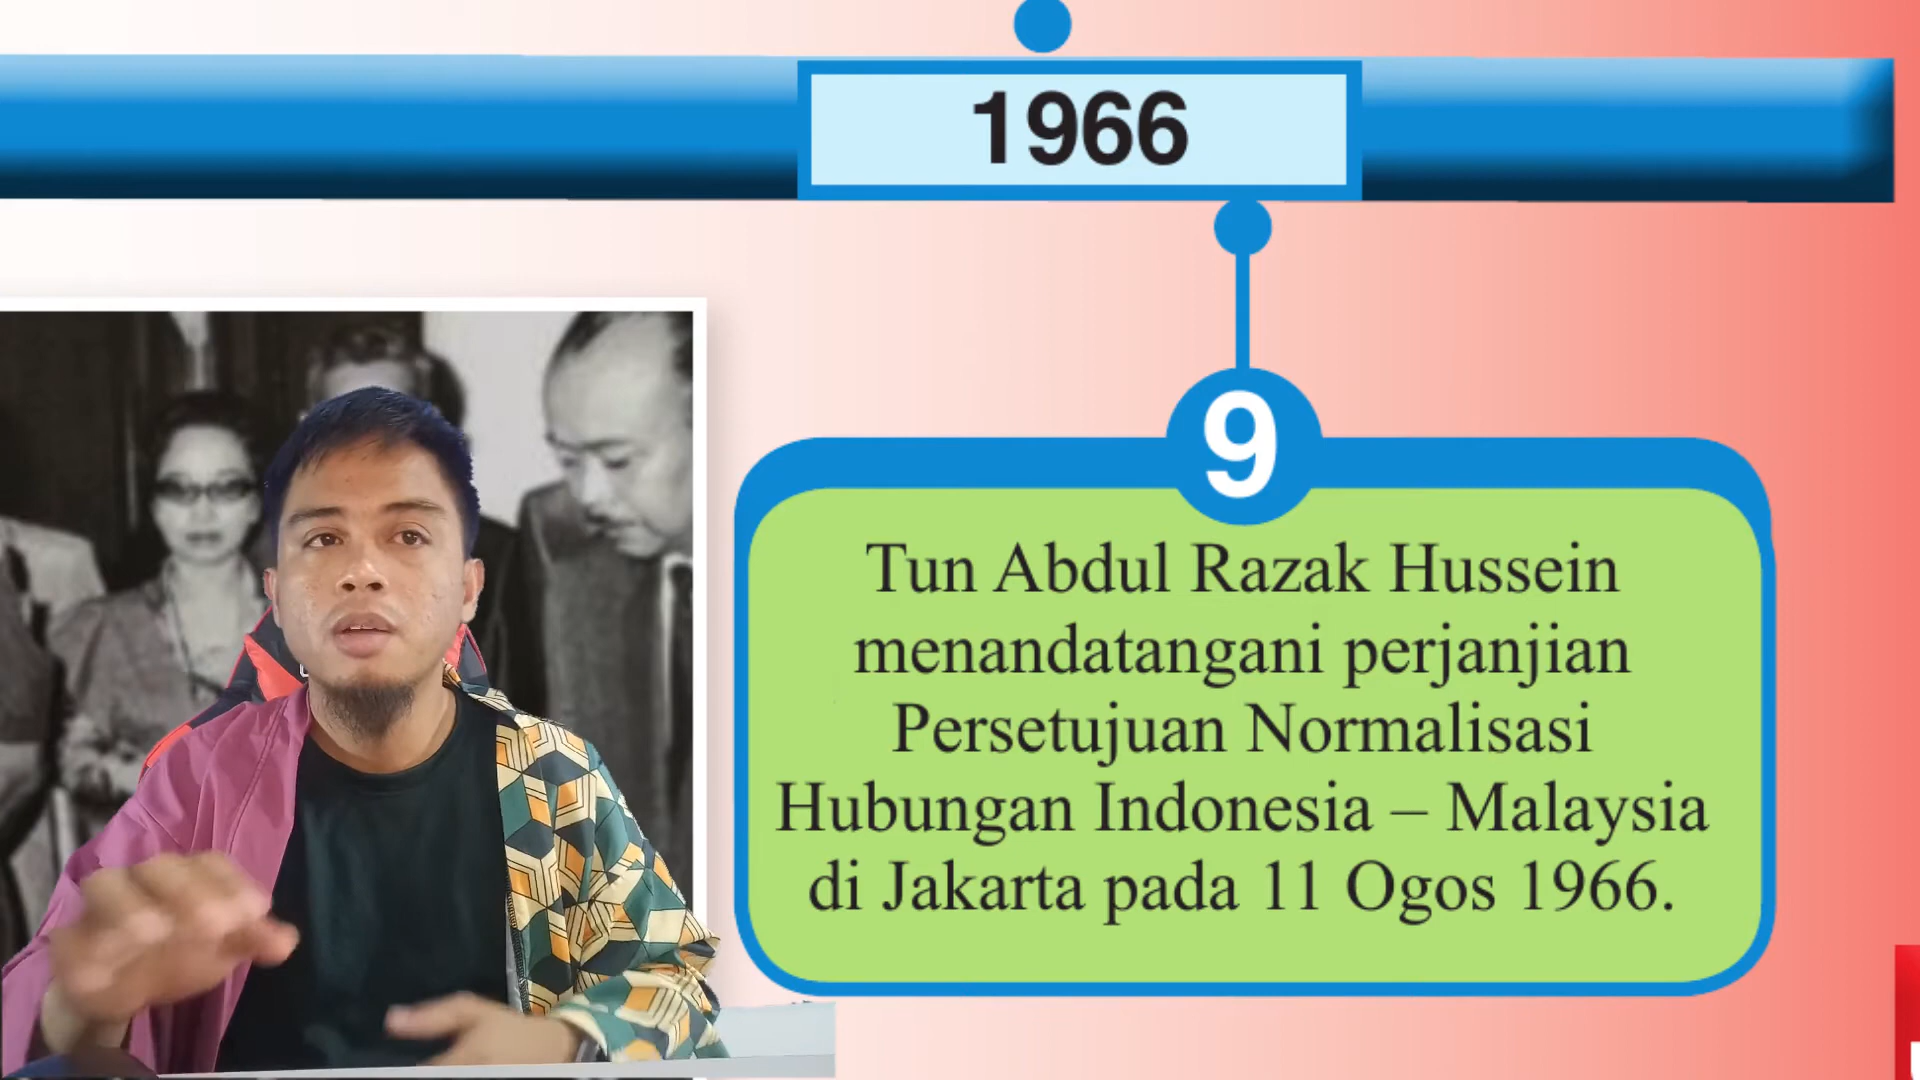 1966
9
Tun Abdul Razak Hussein
menandatangani perjanjian
Persetujuan Normalisasi
Hubungan Indonesia – Malaysia
di Jakarta pada 11 Ogos 1966.